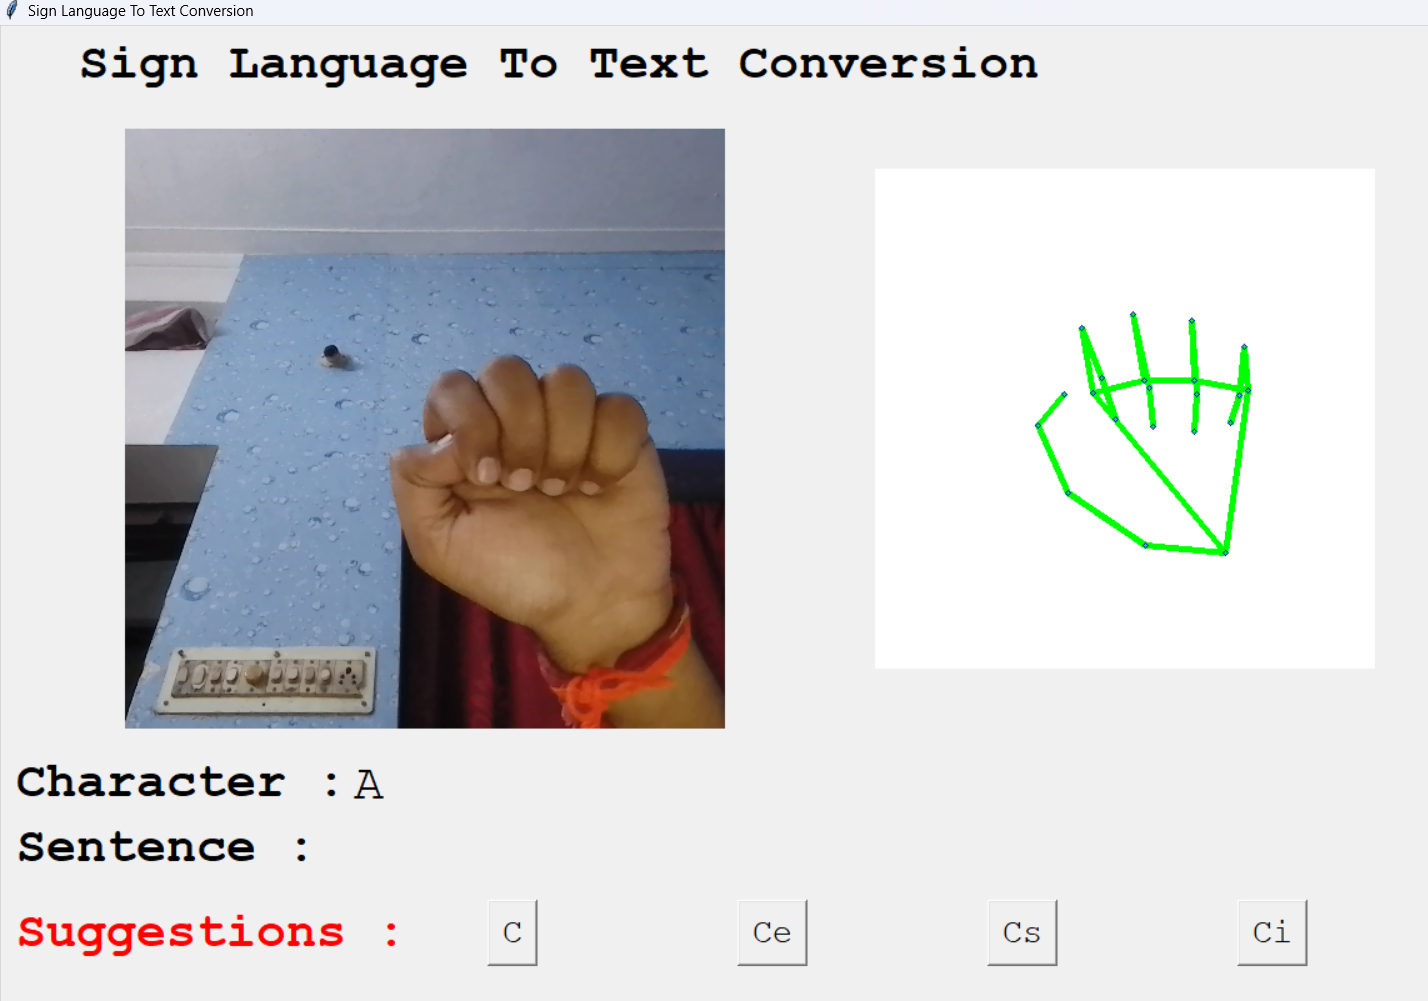 Sign Language To Text Conversion
Sign Language To Text Conversion
Character : A
Sentence :
Suggestions : C Ce Cs Ci